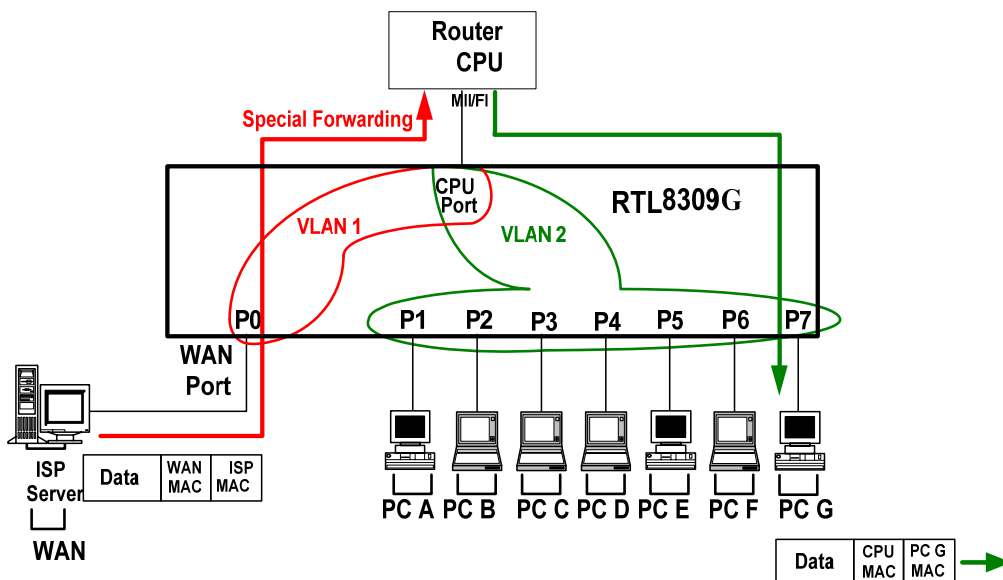 Router
CPU
MII/FI
Special Forwarding
CPU
Port
RTL8309G
VLAN 1
VLAN 2
P0
P1
P2
P3
P4
P5
P6
P7
WAN
Port
ISP
Server
Data
WAN
MAC
ISP
MAC
WAN
PC A
PC B
PC C
PC D
PC E
PC F
PC G
Data
CPU
MAC
PC G
MAC